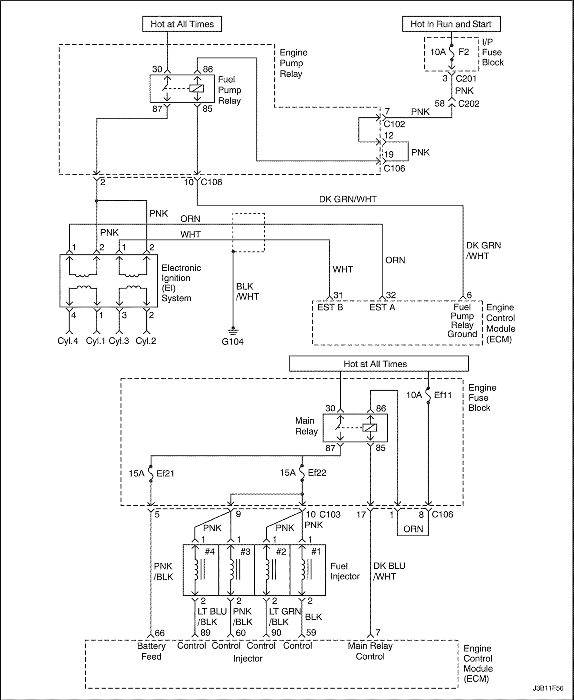 Hot at All Times
Hot In Run and Start
Engine
Pump
Relay
I/P
Fuse
Block
10A F2
30 86
Fuel
Pump
Relay
87 85
3 C201
PNK
58 C202
7 PNK
C102
12
19 PNK
C106
2 10 C106
DK GRN/WHT
PNK
ORN
PNK WHT
1 2 1 2
DK GRN
/WHT
ORN
WHT
Electronic
Ignition
(EI)
System
BLK
/WHT
31 32 6
EST B EST A Fuel
Pump
Relay
Ground
Engine
Control
Module
(ECM)
4 1 3 2
Cyl.4 Cyl.1 Cyl.3 Cyl.2
G104
Hot at All Times
Engine
Fuse
Block
10A Ef11
30 86
Main
Relay
87 85
15A Ef21 15A Ef22
5 9 10 C103 17 1 8 C106
PNK PNK PNK
ORN
1 1 1 1
#4 #3 #2 #1
Fuel
Injector
PNK
/BLK
DK BLU
/WHT
2 2 2 2
LT BLU
/BLK
PNK
/BLK
LT GRN
/BLK
BLK
66 89 60 90 59 7
Battery
Feed
Control Control Control Control
Injector
Main Relay
Control
Engine
Control
Module
(ECM)
J3B11F56